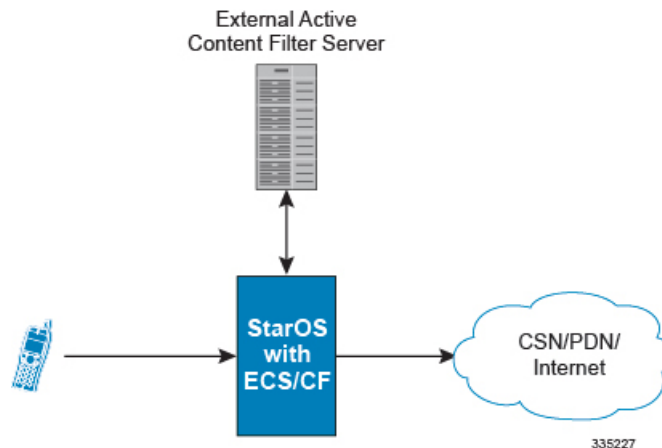 External Active
Content Filter Server
StarOS
with
ECS/CF
CSN/PDN/
Internet
335227